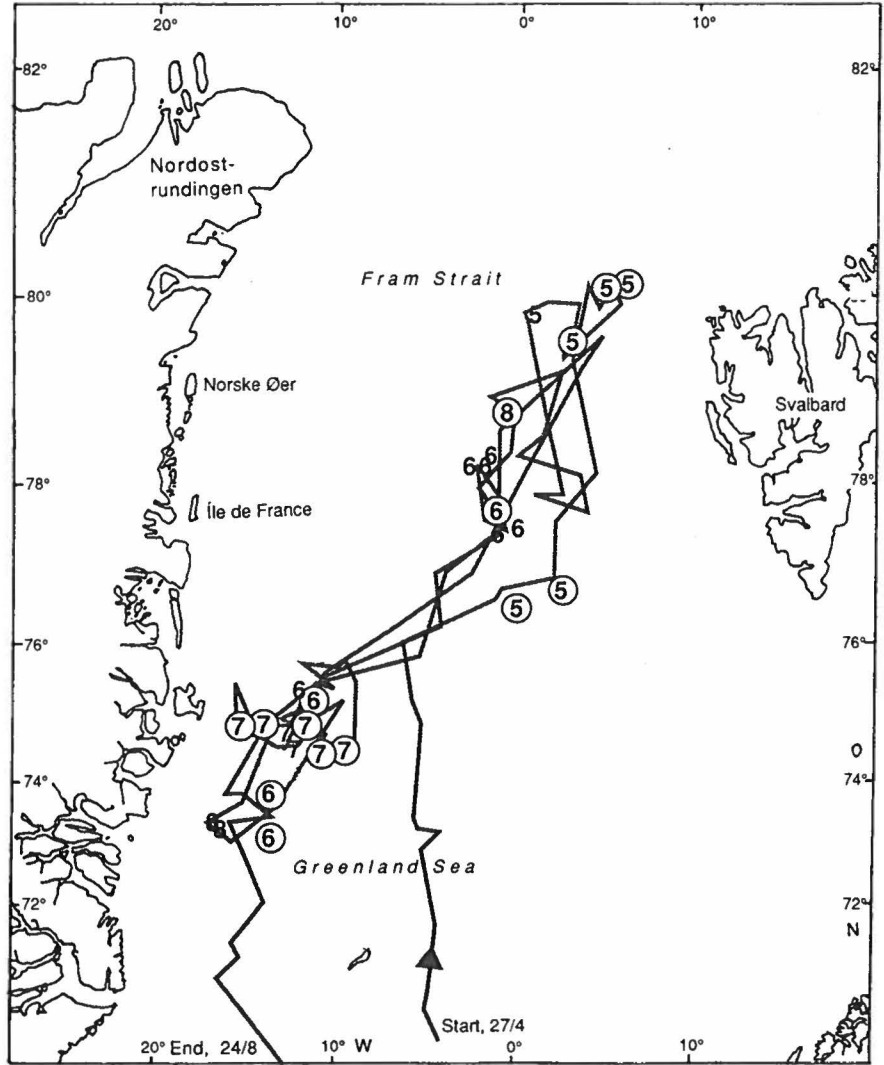 20° 10° 0° 10°
82° 82°
Nordost-
rundingen
Fram Strait
5 5
80° 80°
5
5
Norske Øer
Svalbard
8
6
6 6
78° 78°
Île de France
6
6 6
5
5
76° 76°
6 6
7 7 7
7
7 7
74° 74°
6
8
8
6
Greenland Sea
72° 72°
N
Start, 27/4
20° End, 24/8 10° W 0° 10°